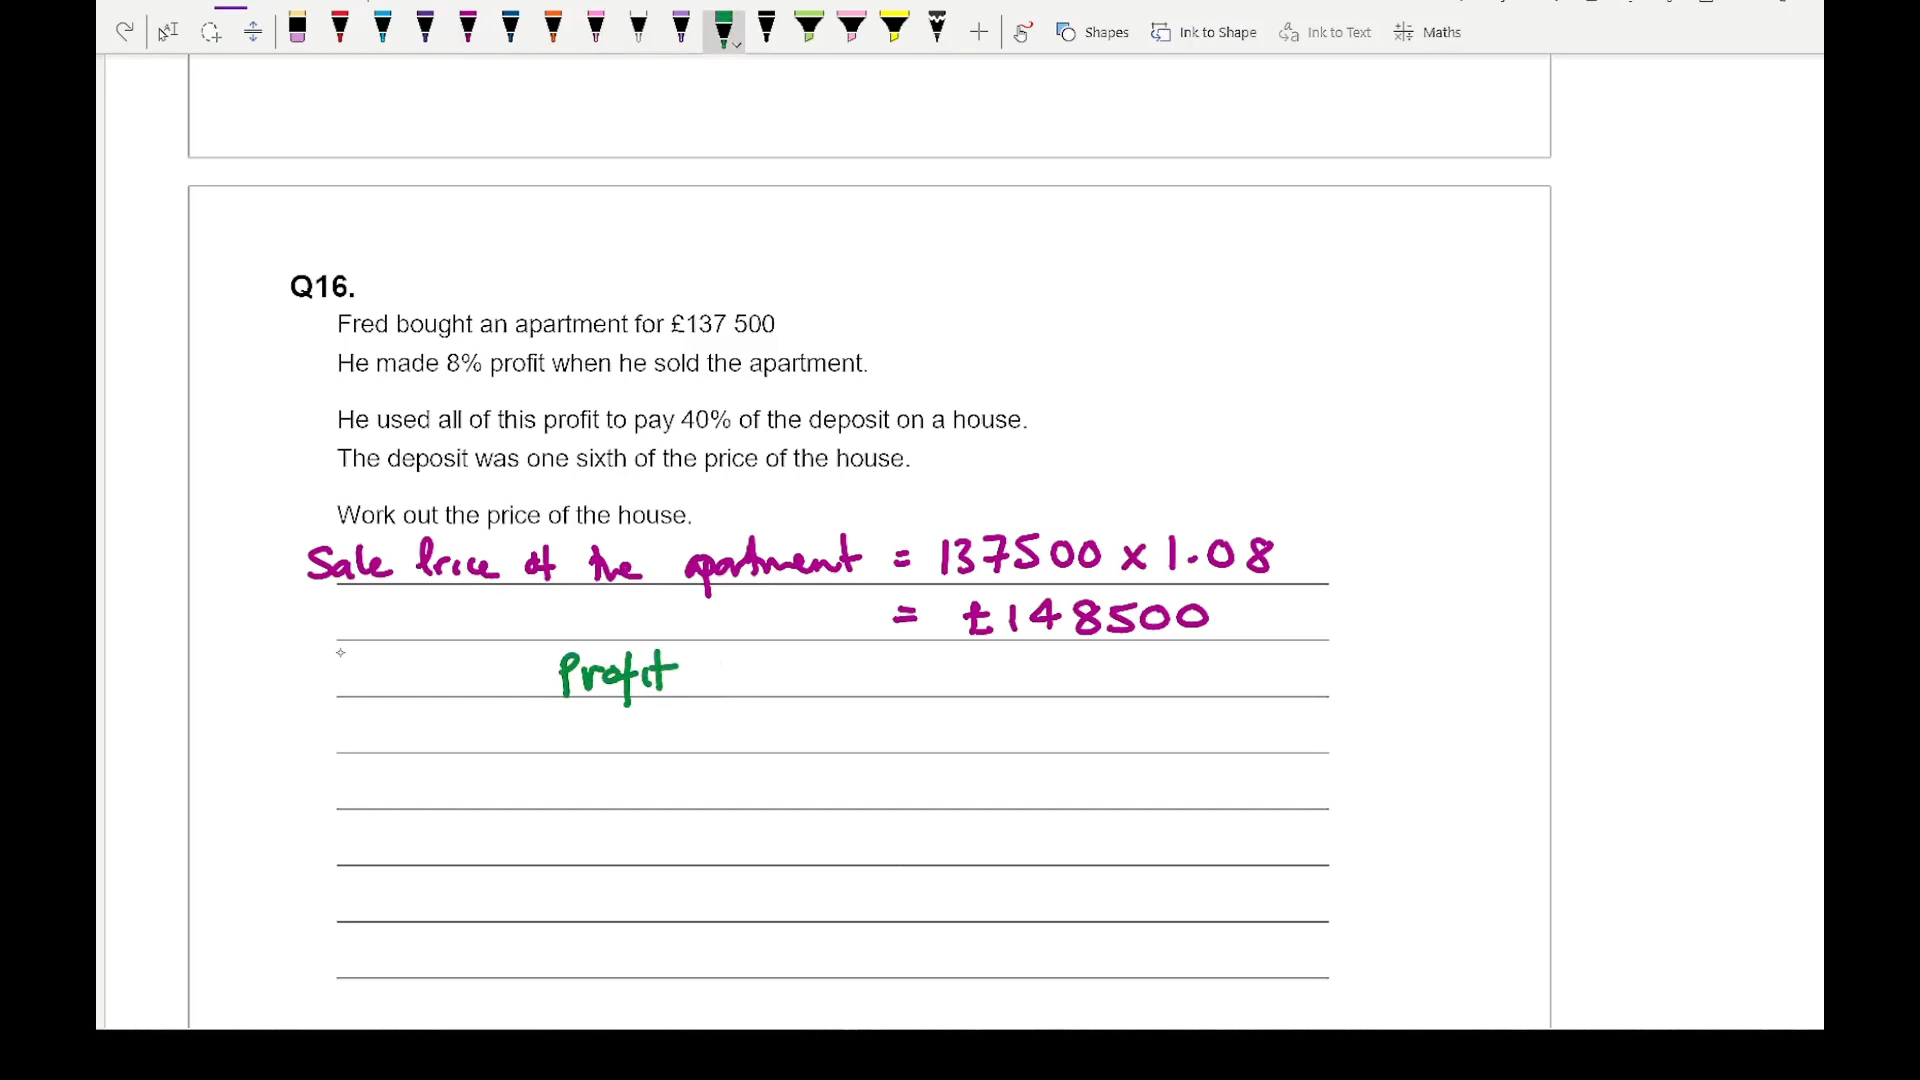 Shapes Ink to Shape Ink to Text Maths
Q16.
Fred bought an apartment for £137 500
He made 8% profit when he sold the apartment.
He used all of this profit to pay 40% of the deposit on a house.
The deposit was one sixth of the price of the house.
Work out the price of the house.
Sale Price of the apartment = 137500 x 1.08
= £148500
Profit